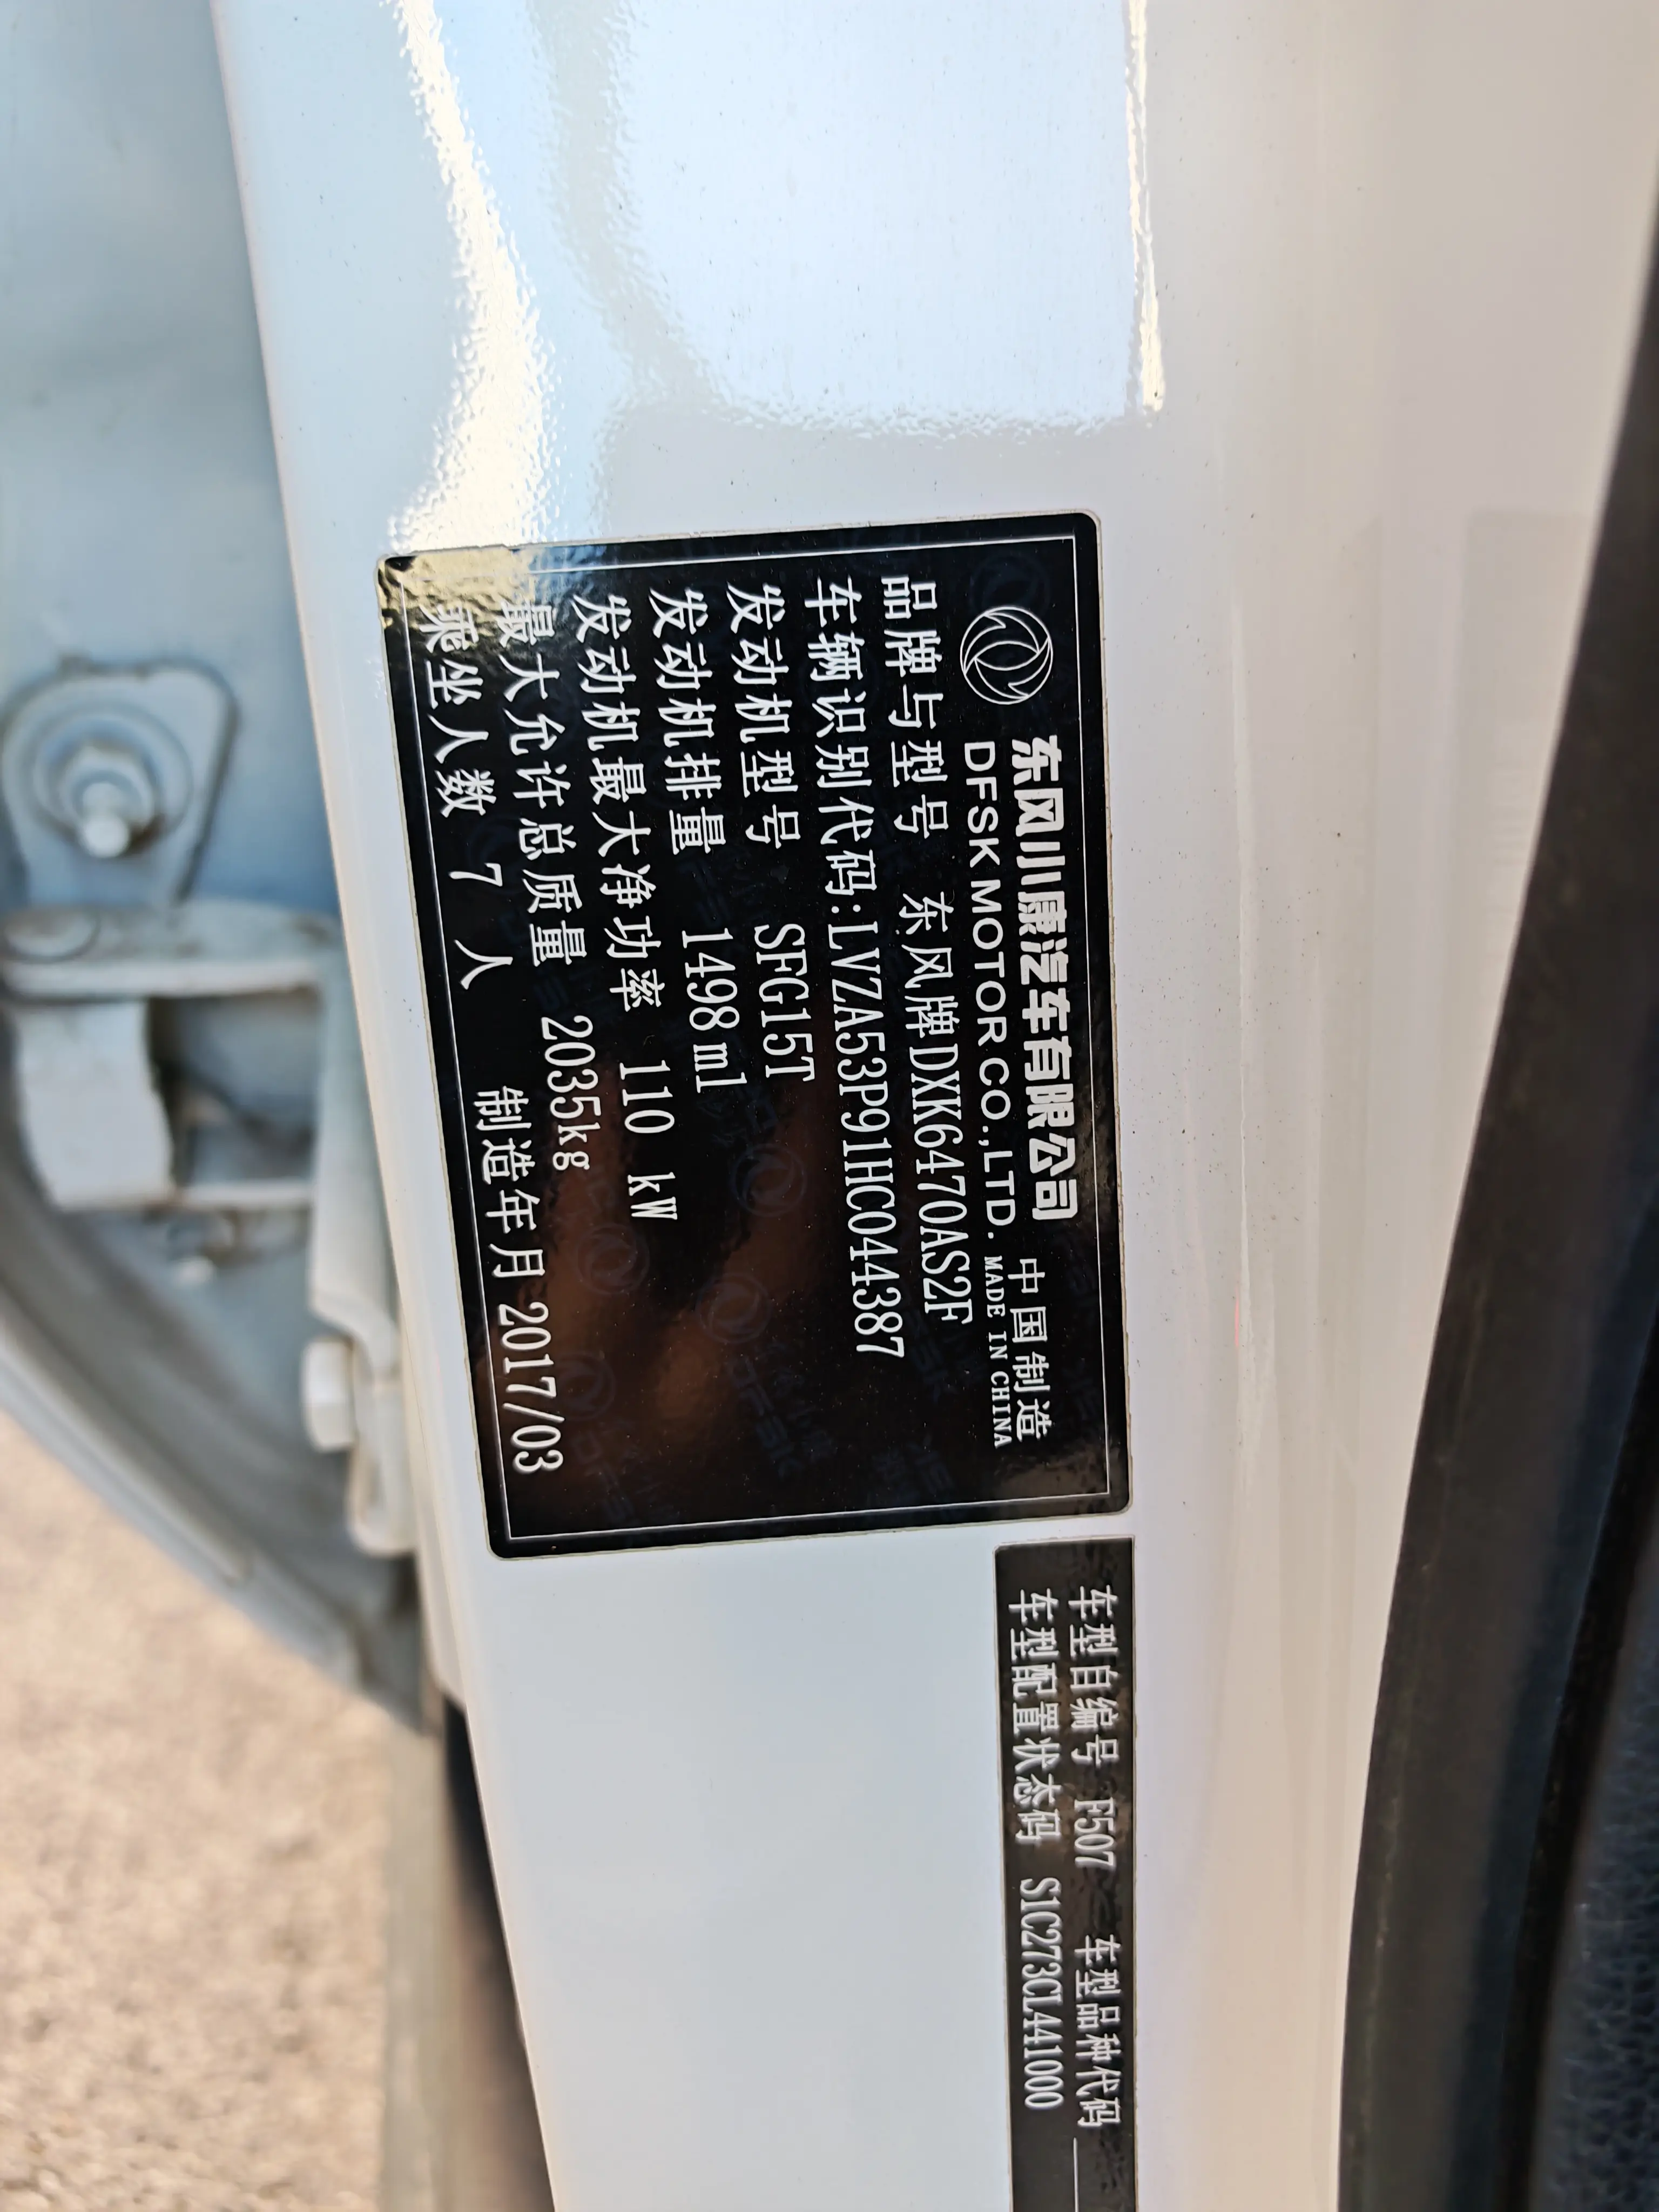 东风小康汽车有限公司 中国制造
DFSK MOTOR CO.,LTD. MADE IN CHINA
品牌与型号 东风牌DXK6470AS2F
车辆识别代码:LVZA53P91HC044387
发动机型号 SFG15T
发动机排量 1498ml
发动机最大净功率 110 kW
最大允许总质量 2035kg
乘坐人数 7 人 制造年月 2017/03
车型自编号 F507 车型品种代码 —
车型配置状态码 S1C273CL441000